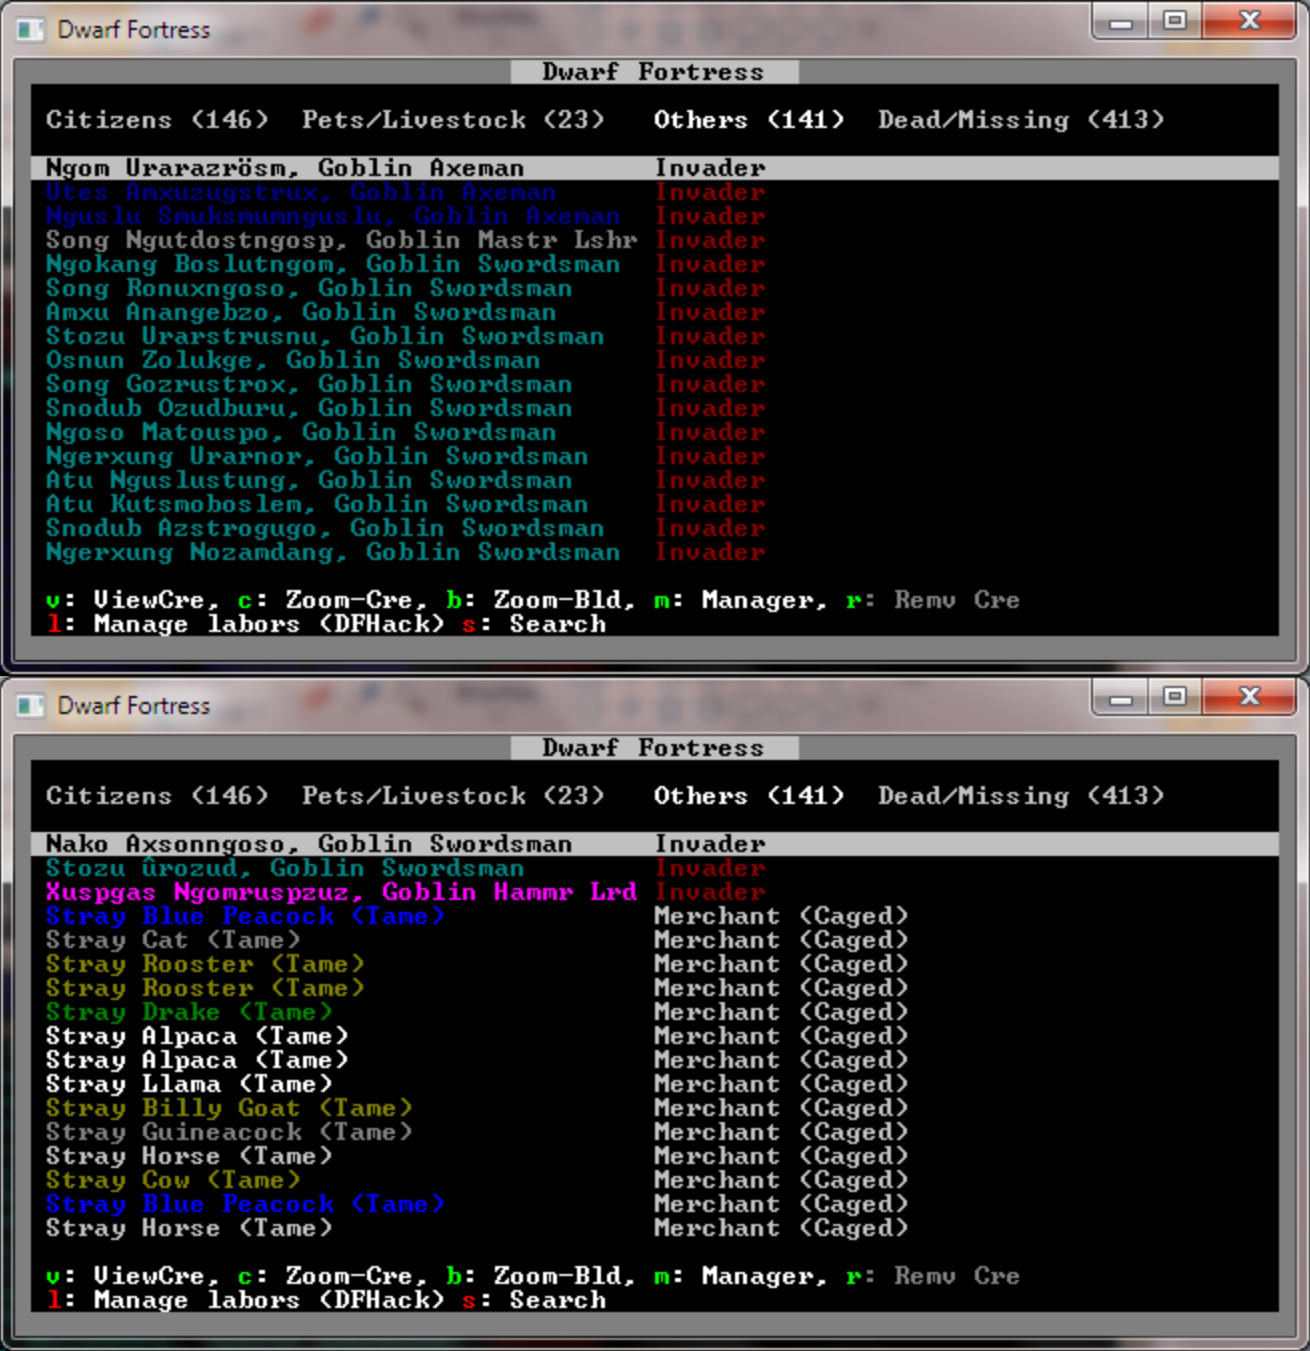 Dwarf Fortress
Dwarf Fortress
Citizens (146) Pets/Livestock (23) Others (141) Dead/Missing (413)
Ngom Urarazrösm, Goblin Axeman Invader
Utes Amxuzugstrux, Goblin Axeman Invader
Nguslu Smuksmumnguslu, Goblin Axeman Invader
Song Ngutdostngosp, Goblin Mastr Lshr Invader
Ngokang Boslutngom, Goblin Swordsman Invader
Song Ronuxngoso, Goblin Swordsman Invader
Amxu Anangebzo, Goblin Swordsman Invader
Stozu Urarstrusnu, Goblin Swordsman Invader
Osnun Zolukge, Goblin Swordsman Invader
Song Gozrustrox, Goblin Swordsman Invader
Snodub Ozudburu, Goblin Swordsman Invader
Ngoso Matouspo, Goblin Swordsman Invader
Ngerxung Urarnor, Goblin Swordsman Invader
Atu Nguslustung, Goblin Swordsman Invader
Atu Kutsmoboslem, Goblin Swordsman Invader
Snodub Azstrogugo, Goblin Swordsman Invader
Ngerxung Nozamdang, Goblin Swordsman Invader
v: ViewCre, c: Zoom-Cre, b: Zoom-Bld, m: Manager, r: Remv Cre
l: Manage labors (DFHack) s: Search
Dwarf Fortress
Dwarf Fortress
Citizens (146) Pets/Livestock (23) Others (141) Dead/Missing (413)
Nako Axsonngoso, Goblin Swordsman Invader
Stozu ûrozud, Goblin Swordsman Invader
Xuspgas Ngomruspzuz, Goblin Hammr Lrd Invader
Stray Blue Peacock (Tame) Merchant (Caged)
Stray Cat (Tame) Merchant (Caged)
Stray Rooster (Tame) Merchant (Caged)
Stray Rooster (Tame) Merchant (Caged)
Stray Drake (Tame) Merchant (Caged)
Stray Alpaca (Tame) Merchant (Caged)
Stray Alpaca (Tame) Merchant (Caged)
Stray Llama (Tame) Merchant (Caged)
Stray Billy Goat (Tame) Merchant (Caged)
Stray Guineacock (Tame) Merchant (Caged)
Stray Horse (Tame) Merchant (Caged)
Stray Cow (Tame) Merchant (Caged)
Stray Blue Peacock (Tame) Merchant (Caged)
Stray Horse (Tame) Merchant (Caged)
v: ViewCre, c: Zoom-Cre, b: Zoom-Bld, m: Manager, r: Remv Cre
l: Manage labors (DFHack) s: Search